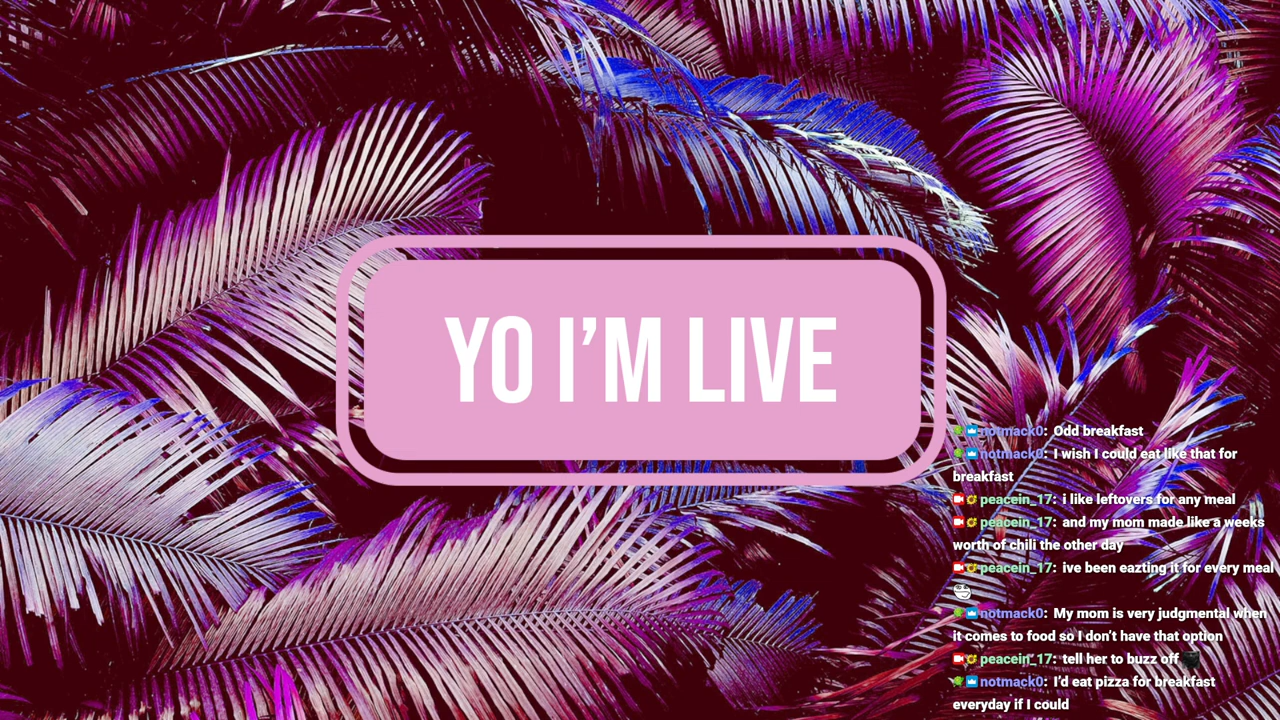 YO I'M LIVE
notmack0: Odd breakfast
notmack0: I wish I could eat like that for
breakfast
peacein_17: i like leftovers for any meal
peacein_17: and my mom made like a weeks
worth of chili the other day
peacein_17: ive been eazting it for every meal
notmack0: My mom is very judgmental when
it comes to food so I don't have that option
peacein_17: tell her to buzz off
notmack0: I'd eat pizza for breakfast
everyday if I could